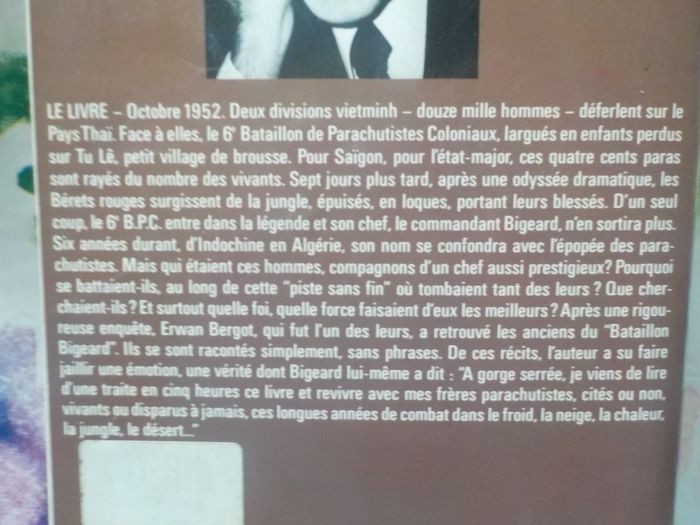 LE LIVRE – Octobre 1952. Deux divisions vietminh – douze mille hommes – déferlent sur le
Pays Thaï. Face à elles, le 6e Bataillon de Parachutistes Coloniaux, largués en enfants perdus
sur Tu Lê, petit village de brousse. Pour Saïgon, pour l'état-major, ces quatre cents paras
sont rayés du nombre des vivants. Sept jours plus tard, après une odyssée dramatique, les
Bérets rouges surgissent de la jungle, épuisés, en loques, portant leurs blessés. D'un seul
coup, le 6e B.P.C. entre dans la légende et son chef, le commandant Bigeard, n'en sortira plus.
Six années durant, d'Indochine en Algérie, son nom se confondra avec l'épopée des para-
chutistes. Mais qui étaient ces hommes, compagnons d'un chef aussi prestigieux? Pourquoi
se battaient-ils, au long de cette "piste sans fin" où tombaient tant des leurs? Que cher-
chaient-ils? Et surtout quelle foi, quelle force faisaient d'eux les meilleurs? Après une rigou-
reuse enquête, Erwan Bergot, qui fut l'un des leurs, a retrouvé les anciens du "Bataillon
Bigeard". Ils se sont racontés simplement, sans phrases. De ces récits, l'auteur a su faire
jaillir une émotion, une vérité dont Bigeard lui-même a dit : "A gorge serrée, je viens de lire
d'une traite en cinq heures ce livre et revivre avec mes frères parachutistes, cités ou non,
vivants ou disparus à jamais, ces longues années de combat dans le froid, la neige, la chaleur,
la jungle, le désert..."